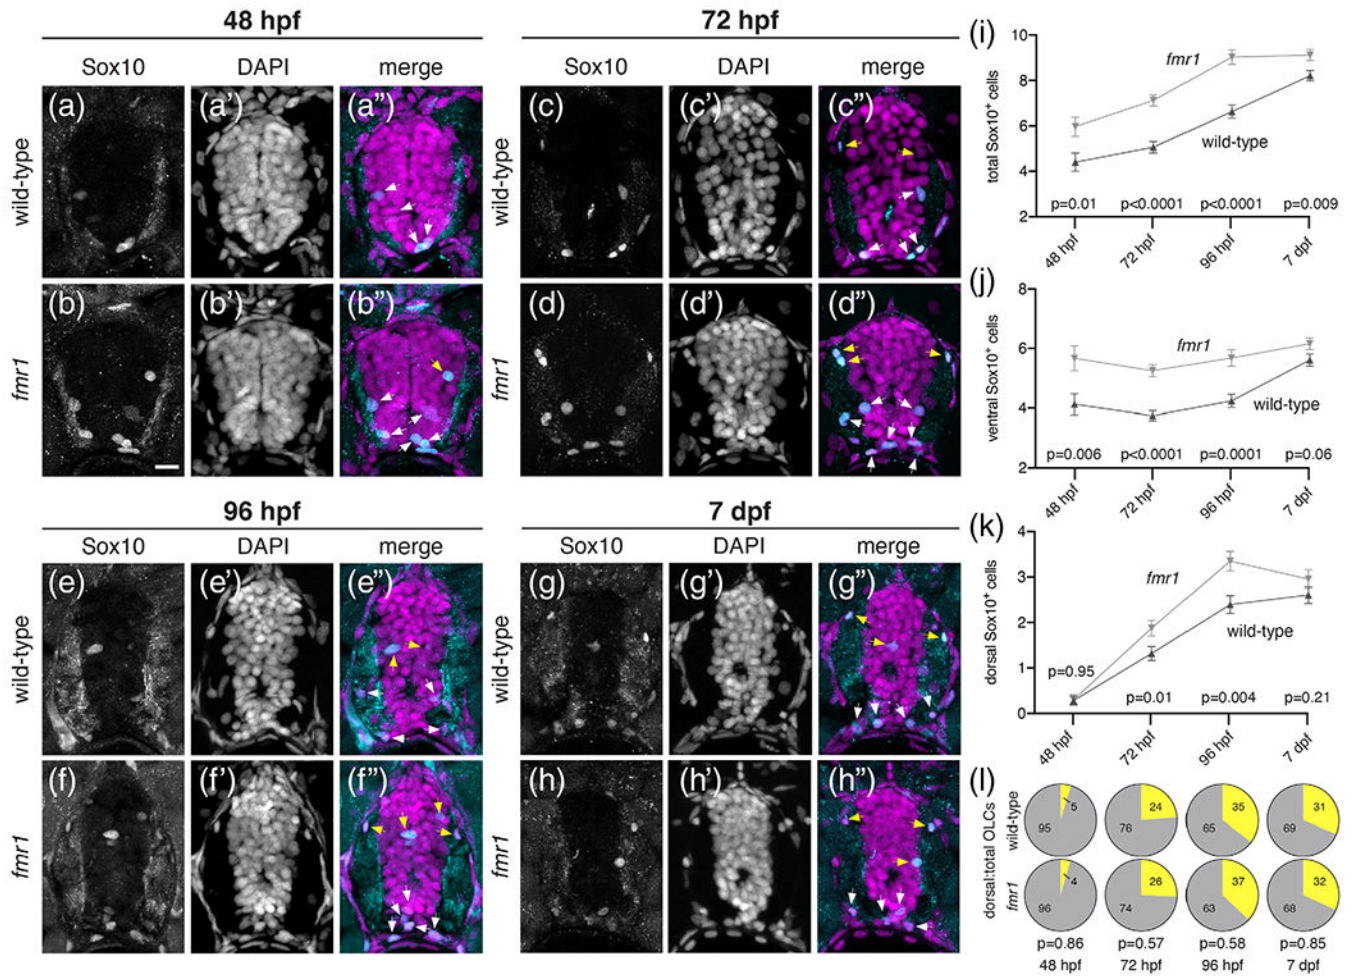 48 hpf
72 hpf
Sox10 DAPI merge Sox10 DAPI merge
wild-type
(a) (a') (a'')
wild-type
(c) (c') (c'')
fmr1
(b) (b') (b'')
fmr1
(d) (d') (d'')
96 hpf
7 dpf
Sox10 DAPI merge Sox10 DAPI merge
wild-type
(e) (e') (e'')
wild-type
(g) (g') (g'')
fmr1
(f) (f') (f'')
fmr1
(h) (h') (h'')
(i)
total Sox10+ cells
10
8
6
4
2
fmr1
wild-type
p=0.01 p<0.0001 p<0.0001 p=0.009
48 hpf 72 hpf 96 hpf 7 dpf
(j)
ventral Sox10+ cells
8
6
4
2
fmr1
wild-type
p=0.006 p<0.0001 p=0.0001 p=0.06
48 hpf 72 hpf 96 hpf 7 dpf
(k)
dorsal Sox10+ cells
4
3
2
1
0
fmr1
wild-type
p=0.95
p=0.01 p=0.004 p=0.21
48 hpf 72 hpf 96 hpf 7 dpf
(l)
dorsal:total OLCs
wild-type
5 24 35 31
95 76 65 69
fmr1
4 26 37 32
96 74 63 68
p=0.86 p=0.57 p=0.58 p=0.85
48 hpf 72 hpf 96 hpf 7 dpf